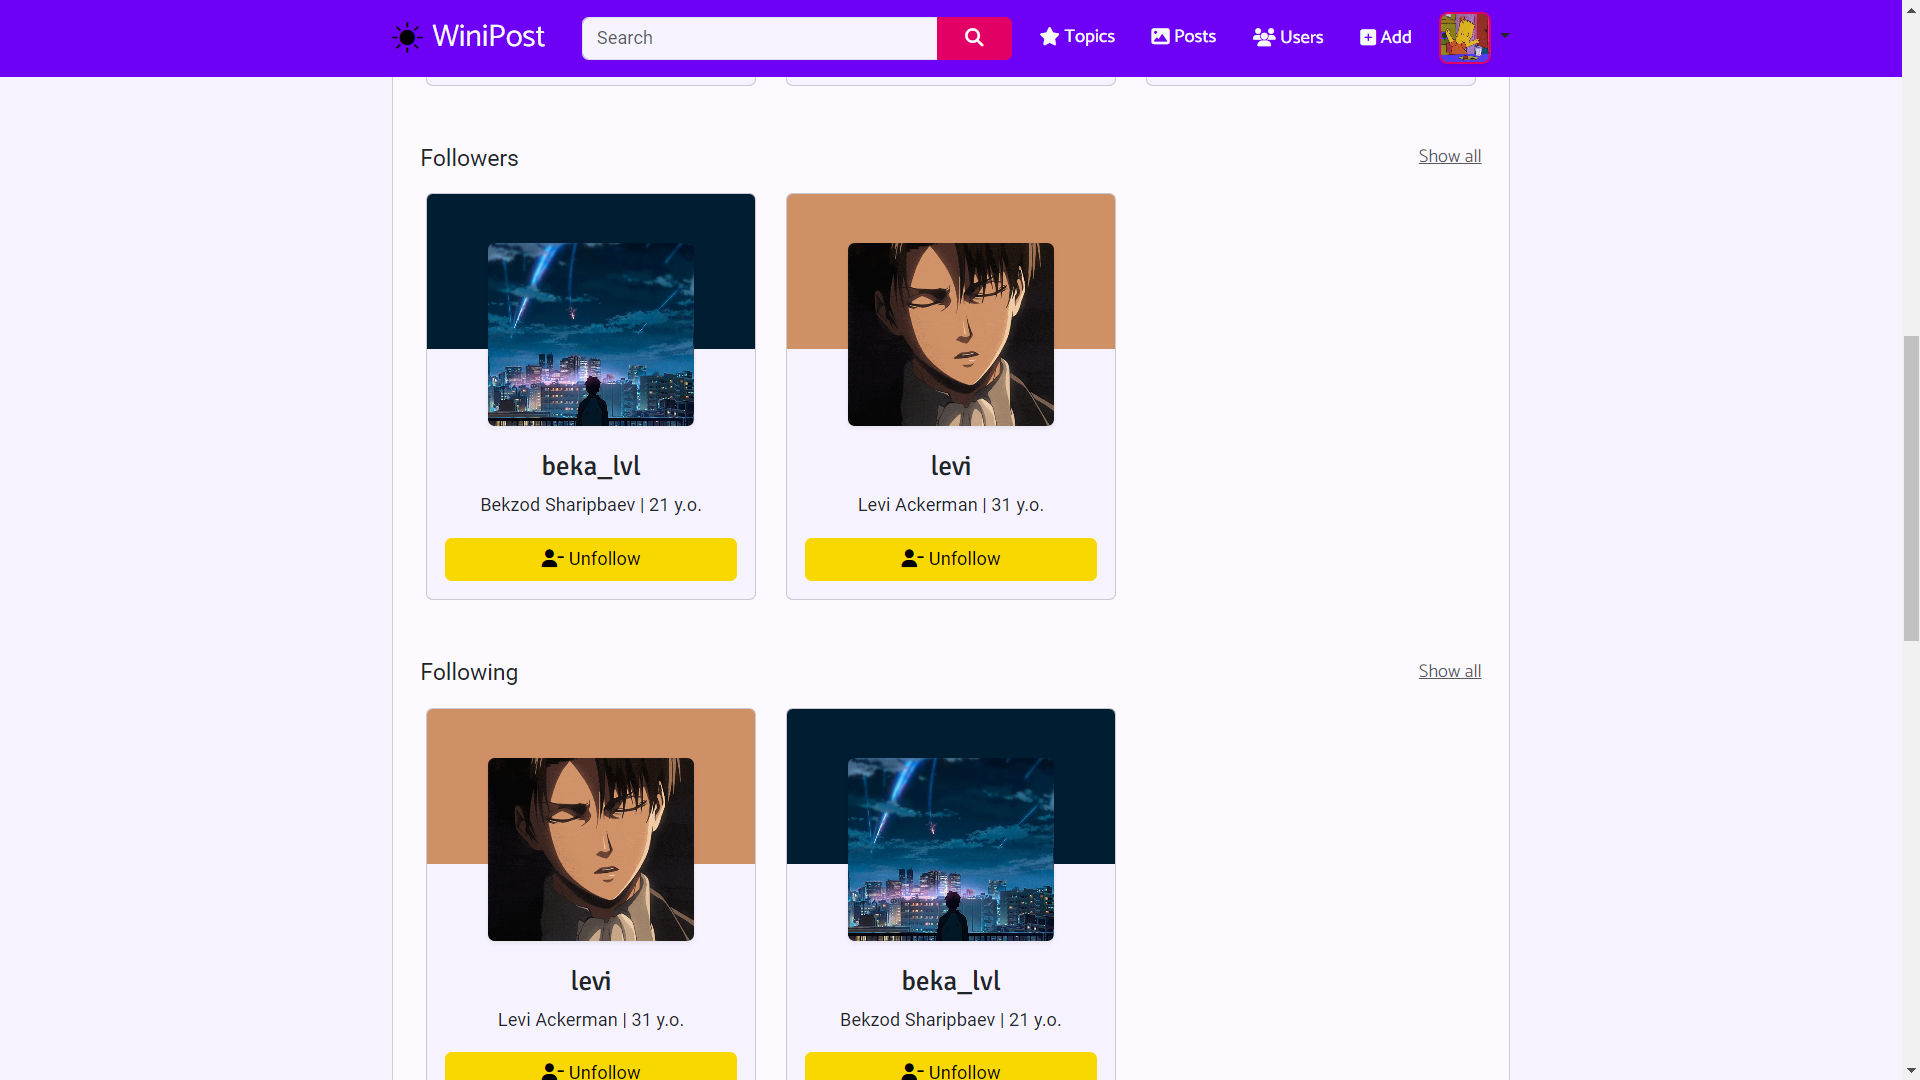 WiniPost
Search
Topics
Posts
Users
Add
Followers
Show all
beka_lvl
Bekzod Sharipbaev | 21 y.o.
Unfollow
levi
Levi Ackerman | 31 y.o.
Unfollow
Following
Show all
levi
Levi Ackerman | 31 y.o.
Unfollow
beka_lvl
Bekzod Sharipbaev | 21 y.o.
Unfollow